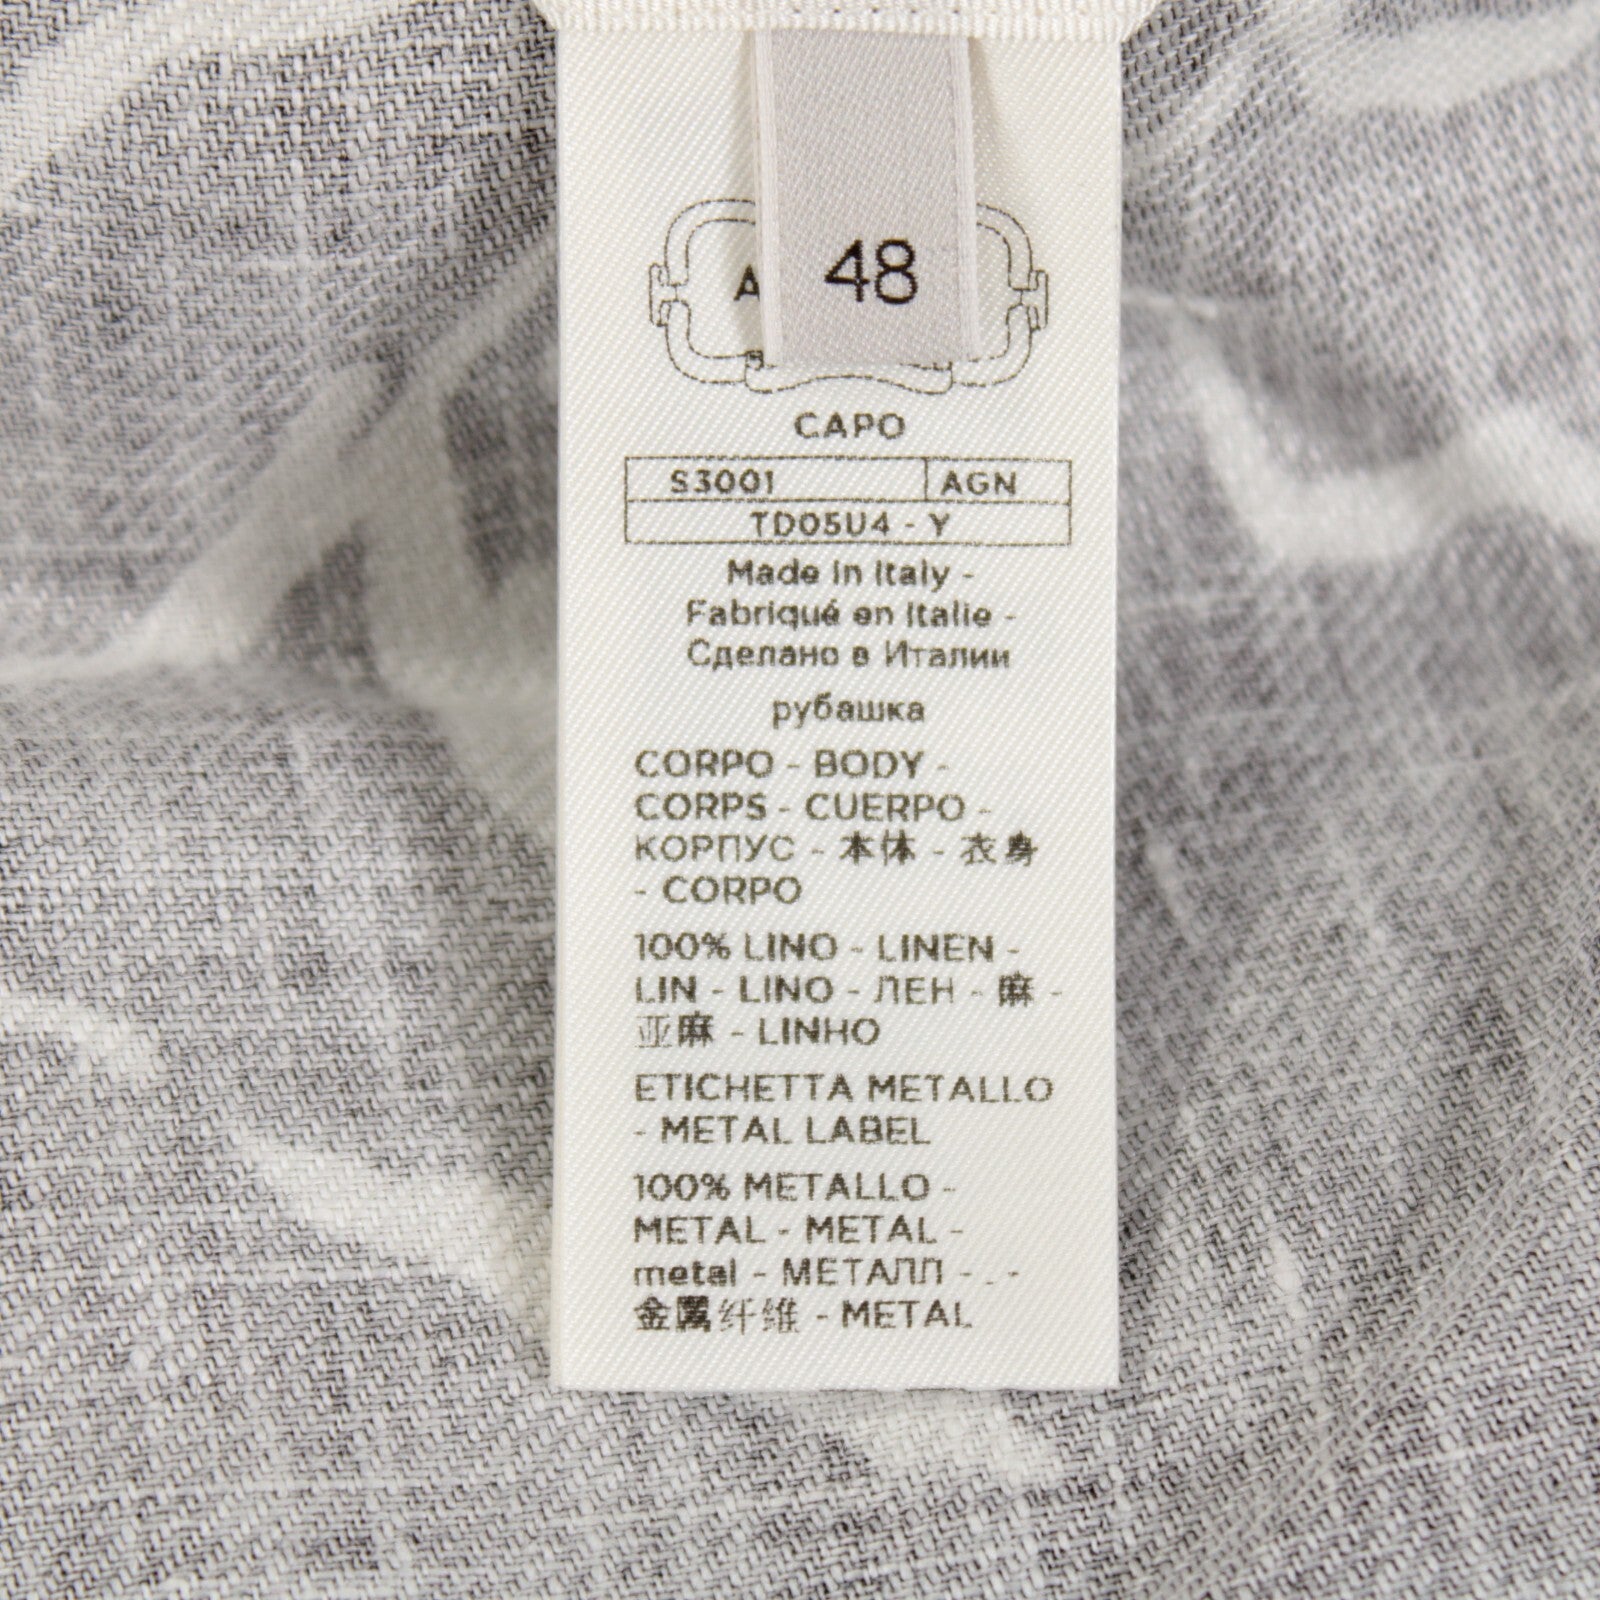 48
CAPO
S3001 AGN
TD05U4 - Y
Made in Italy -
Fabriqué en Italie -
Сделано в Италии
рубашка
CORPO - BODY -
CORPS - CUERPO -
КОРПУС - 本体 - 衣身
- CORPO
100% LINO - LINEN -
LIN - LINO - ЛЕН - 麻 -
亚麻 - LINHO
ETICHETTA METALLO
- METAL LABEL
100% METALLO -
METAL - METAL -
metal - МЕТАЛЛ - . -
金属纤维 - METAL